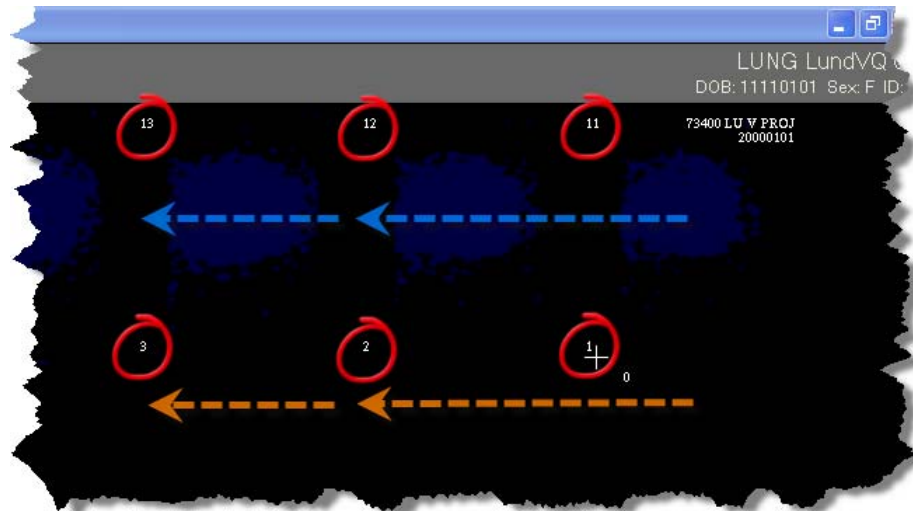 LUNG LundVQ
DOB: 11110101 Sex: F ID:
13 12 11 73400 LU V PROJ
20000101
3 2 1
0